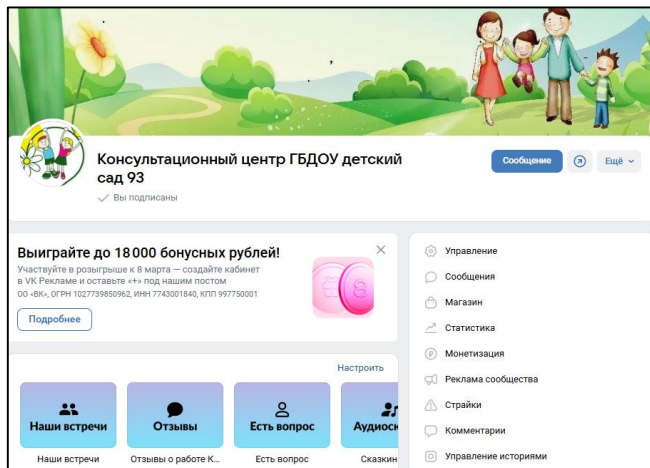 Консультационный центр ГБДОУ детский
сад 93
Вы подписаны
Сообщение
Ещё
Выиграйте до 18 000 бонусных рублей!
Участвуйте в розыгрыше к 8 марта — создайте кабинет
в VK Рекламе и оставьте «+» под нашим постом
ОО «ВК», ОГРН 1027739850962, ИНН 7743001840, КПП 997750001
Подробнее
8
Настроить
Наши встречи
Отзывы
Есть вопрос
Аудиоск
Наши встречи
Отзывы о работе К...
Есть вопрос
Сказкин
Управление
Сообщения
Магазин
Статистика
Монетизация
Реклама сообщества
Страйки
Комментарии
Управление историями